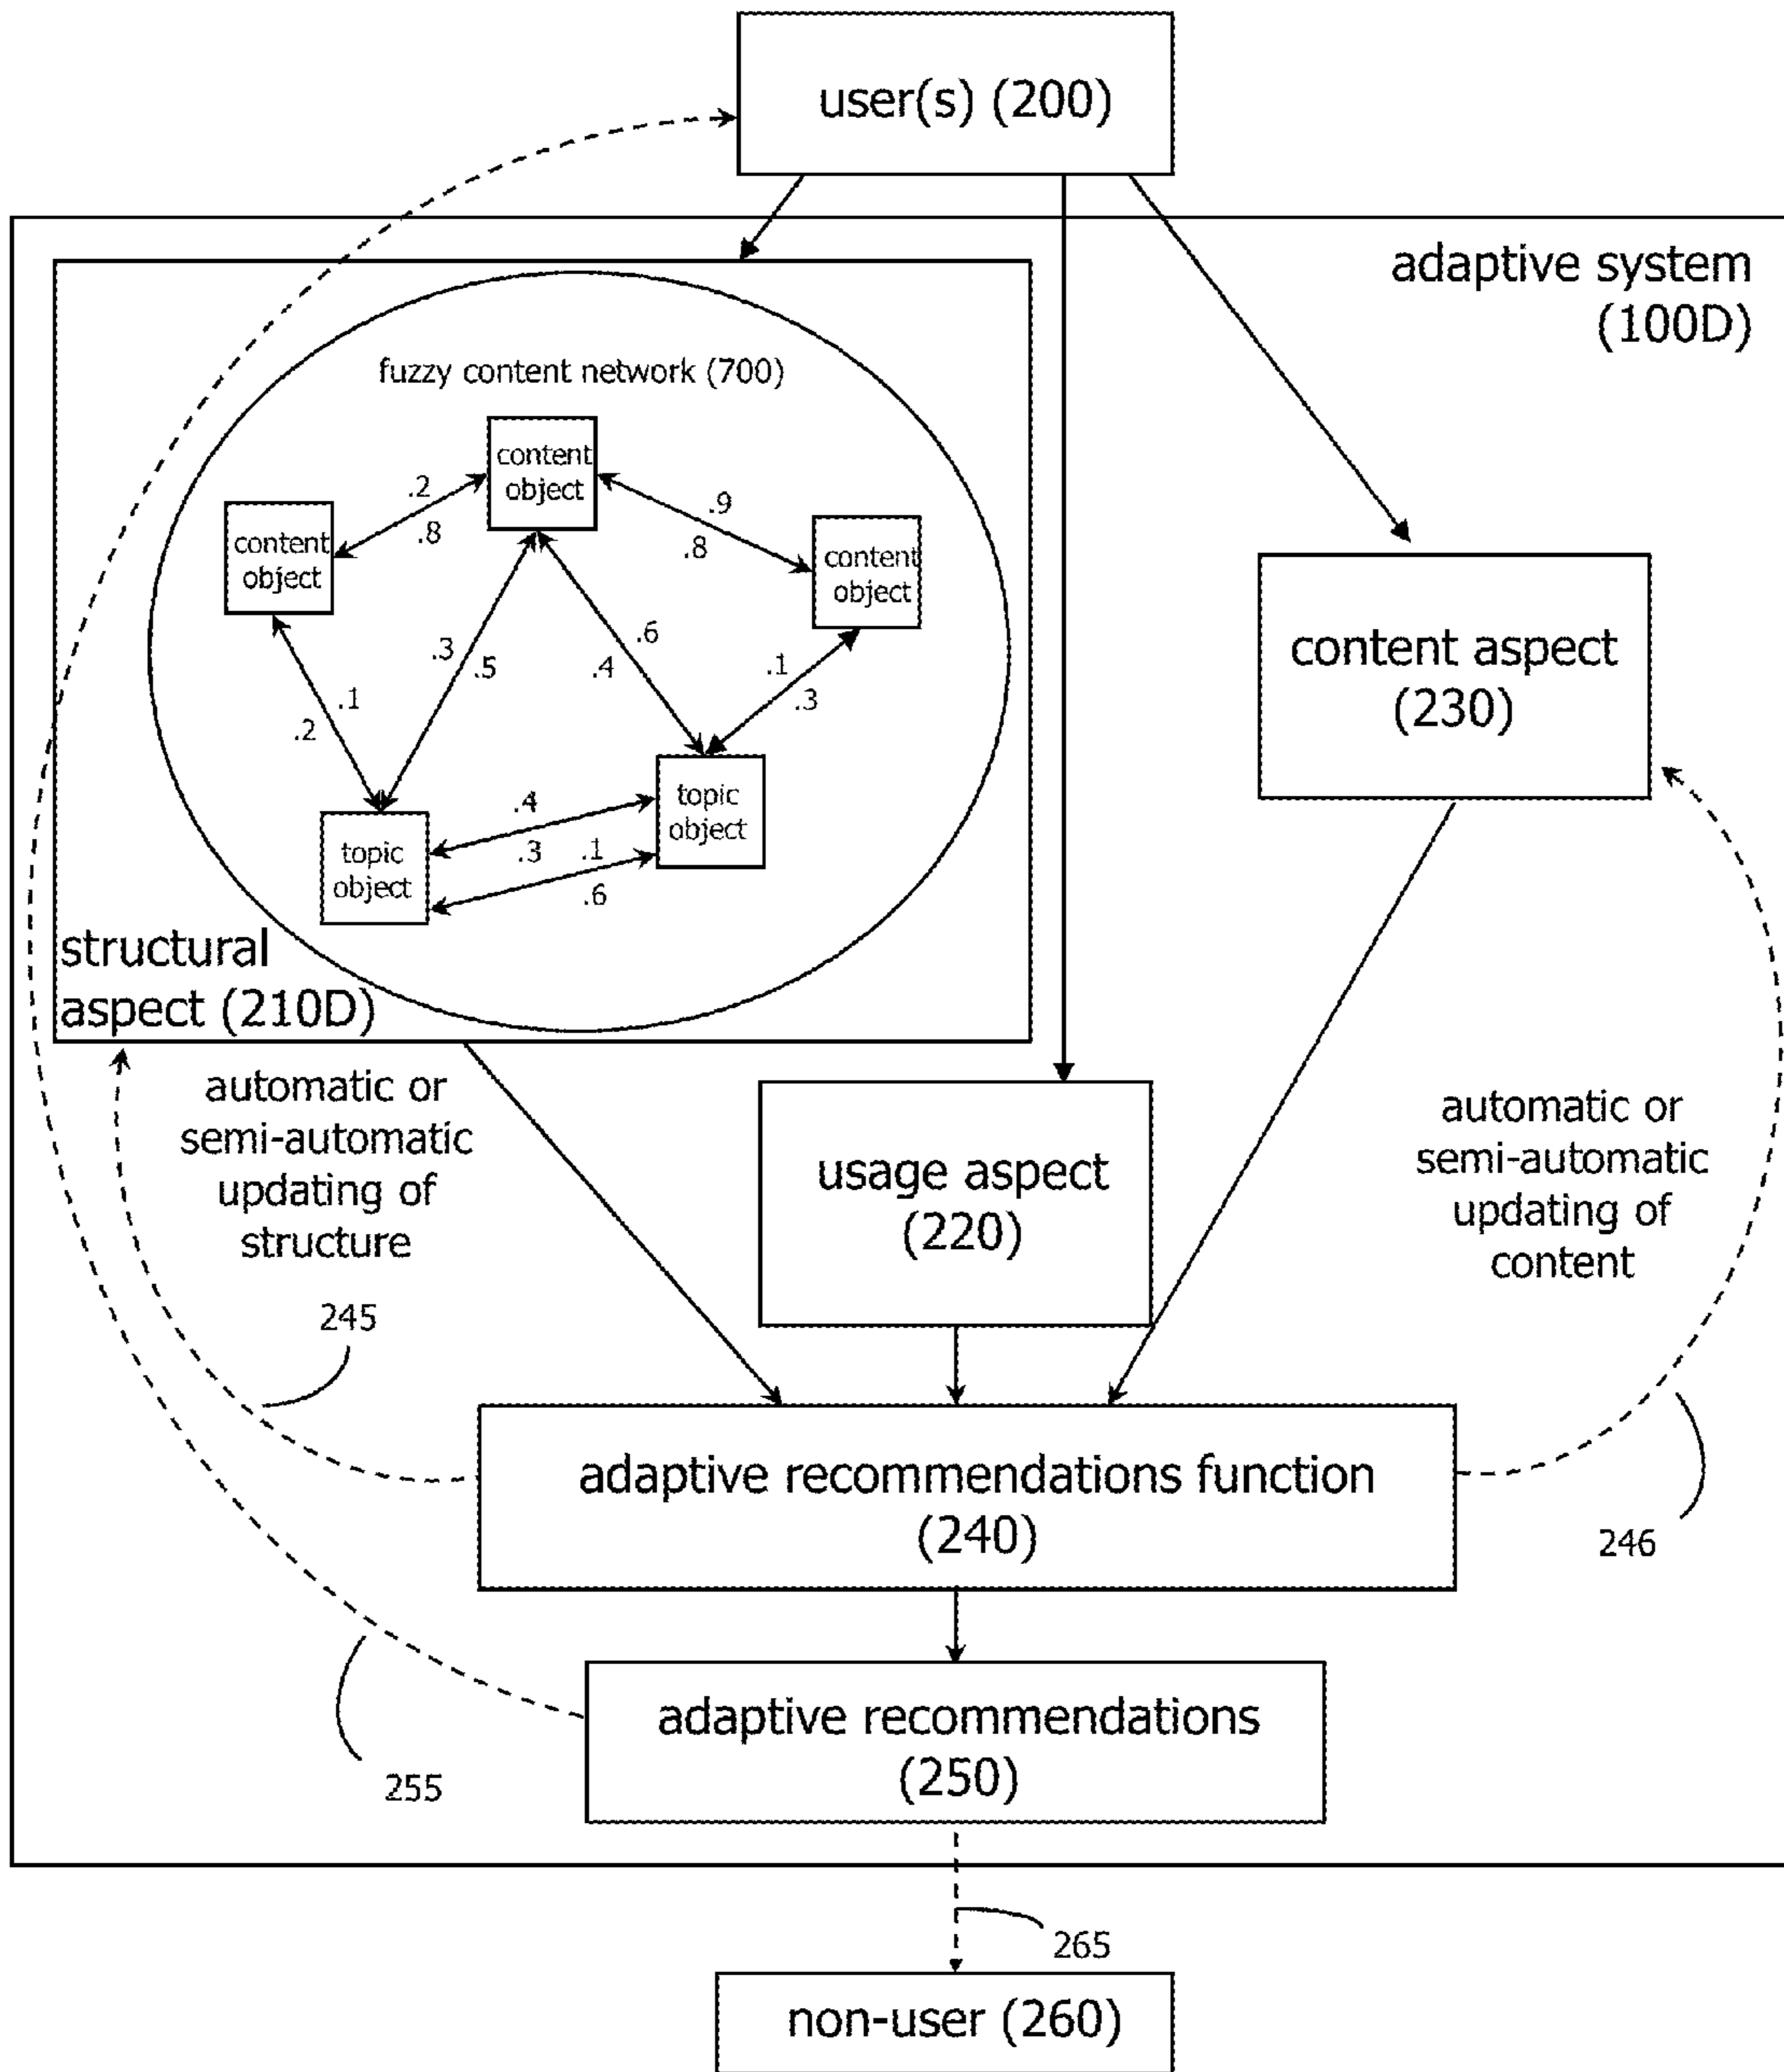 user(s) (200)
adaptive system
(100D)
fuzzy content network (700)
content
object
content
object
content
object
.2
.8
.9
.8
.3
.5
.6
.4
.1
.3
.1
.2
topic
object
topic
object
.4
.3
.1
.6
structural
aspect (210D)
content aspect
(230)
automatic or
semi-automatic
updating of
structure
245
usage aspect
(220)
automatic or
semi-automatic
updating of
content
246
adaptive recommendations function
(240)
adaptive recommendations
(250)
255
265
non-user (260)